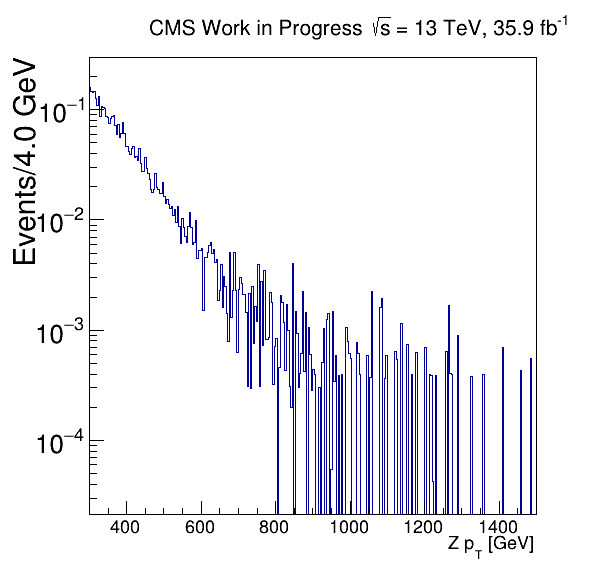 CMS Work in Progress √s = 13 TeV, 35.9 fb⁻¹
Events/4.0 GeV
10⁻¹
10⁻²
10⁻³
10⁻⁴
400 600 800 1000 1200 1400
Z p_T [GeV]